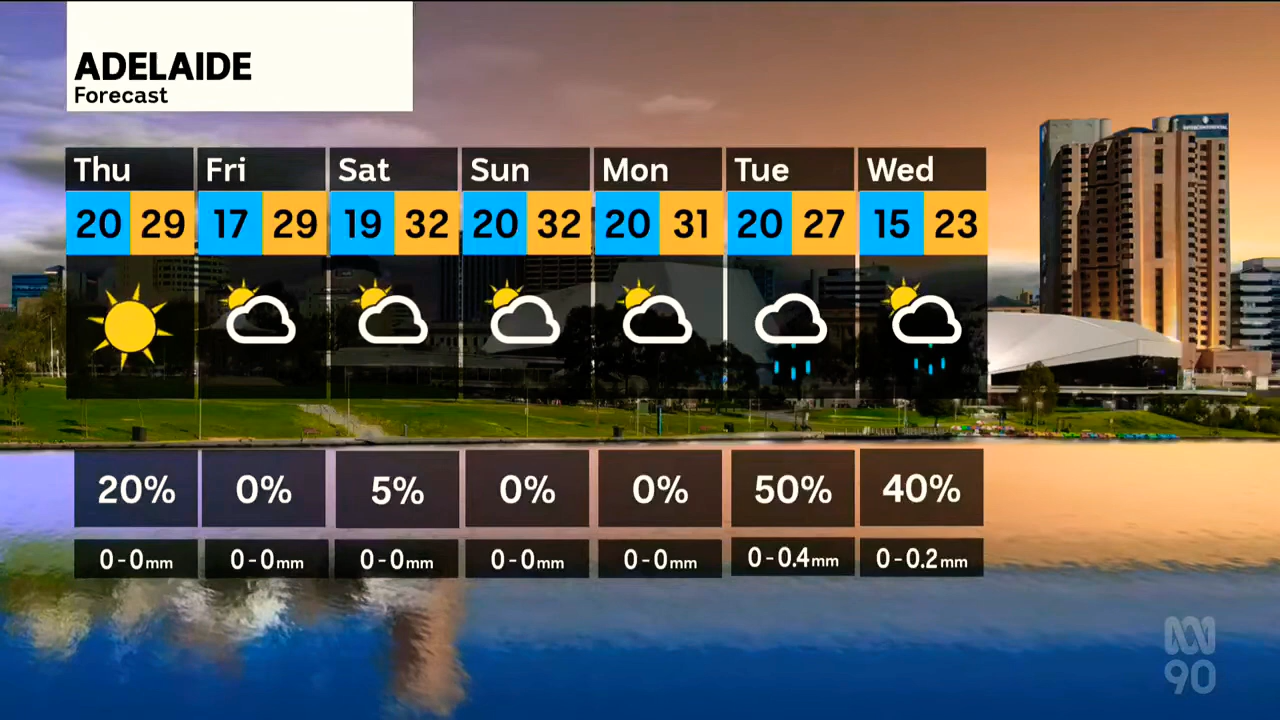 ADELAIDE
Forecast
Thu Fri Sat Sun Mon Tue Wed
20 29 17 29 19 32 20 32 20 31 20 27 15 23
20% 0% 5% 0% 0% 50% 40%
0-0mm 0-0mm 0-0mm 0-0mm 0-0mm 0-0.4mm 0-0.2mm
INTERCONTINENTAL
90